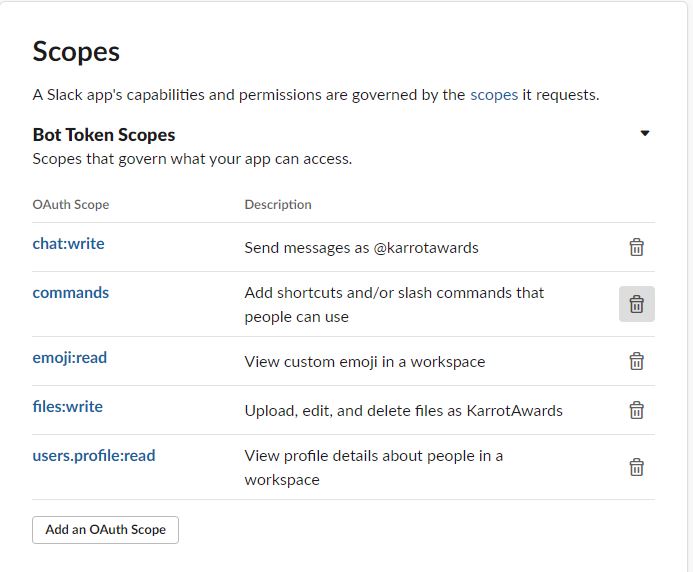 Scopes
A Slack app's capabilities and permissions are governed by the scopes it requests.
Bot Token Scopes
Scopes that govern what your app can access.
OAuth Scope Description
chat:write Send messages as @karrotawards
commands Add shortcuts and/or slash commands that
people can use
emoji:read View custom emoji in a workspace
files:write Upload, edit, and delete files as KarrotAwards
users.profile:read View profile details about people in a
workspace
Add an OAuth Scope